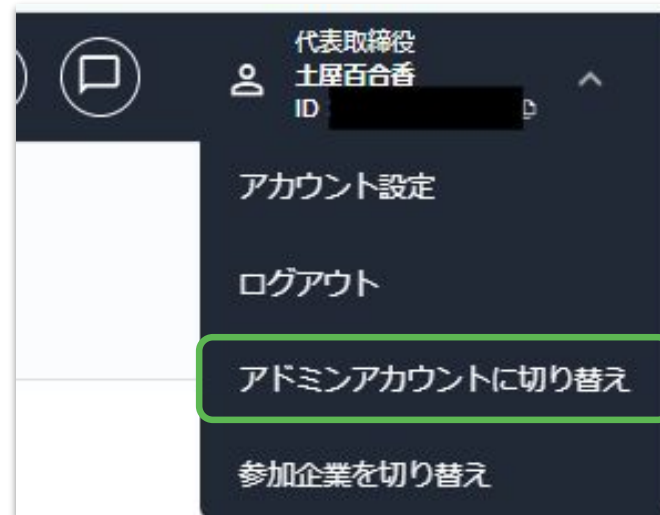 代表取締役
土屋百合香
ID
アカウント設定
ログアウト
アドミンアカウントに切り替え
参加企業を切り替え